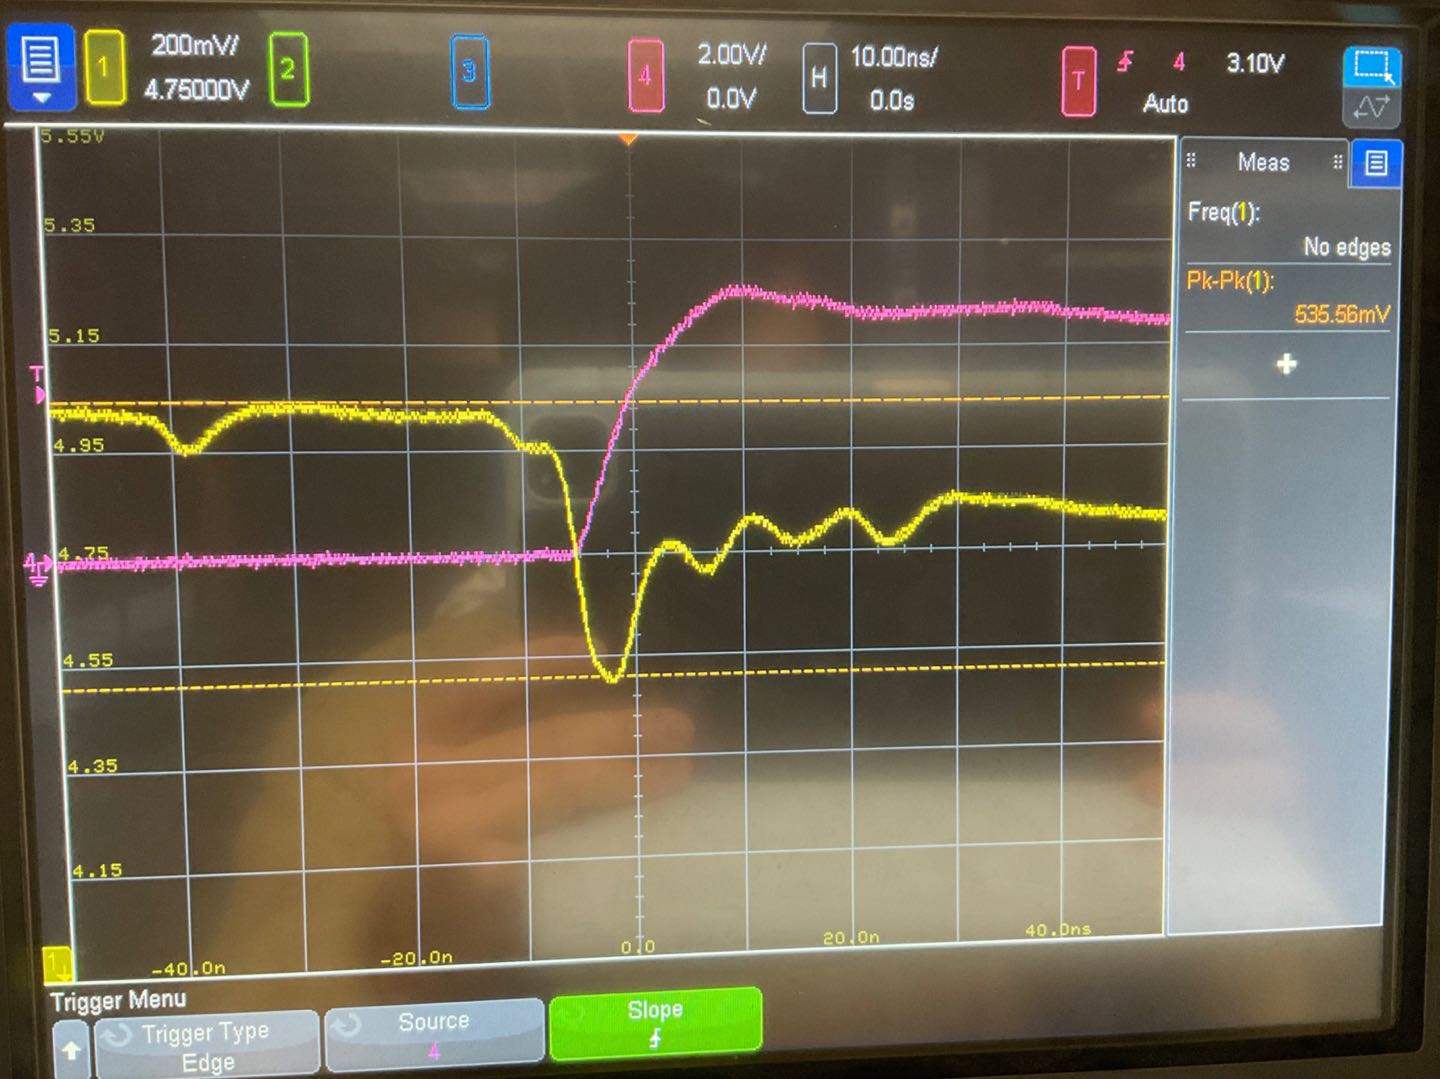 1 200mV/ 2 3 4 2.00V/ H 10.00ns/ T 4 3.10V
4.75000V 0.0V 0.0s Auto
5.55V
Meas
Freq(1):
5.35
No edges
Pk-Pk(1):
535.56mV
5.15
T
4.95
4
4.75
4.55
4.35
4.15
1 -40.0n -20.0n 0.0 20.0n 40.0ns
Trigger Menu
Trigger Type
Edge
Source
4
Slope